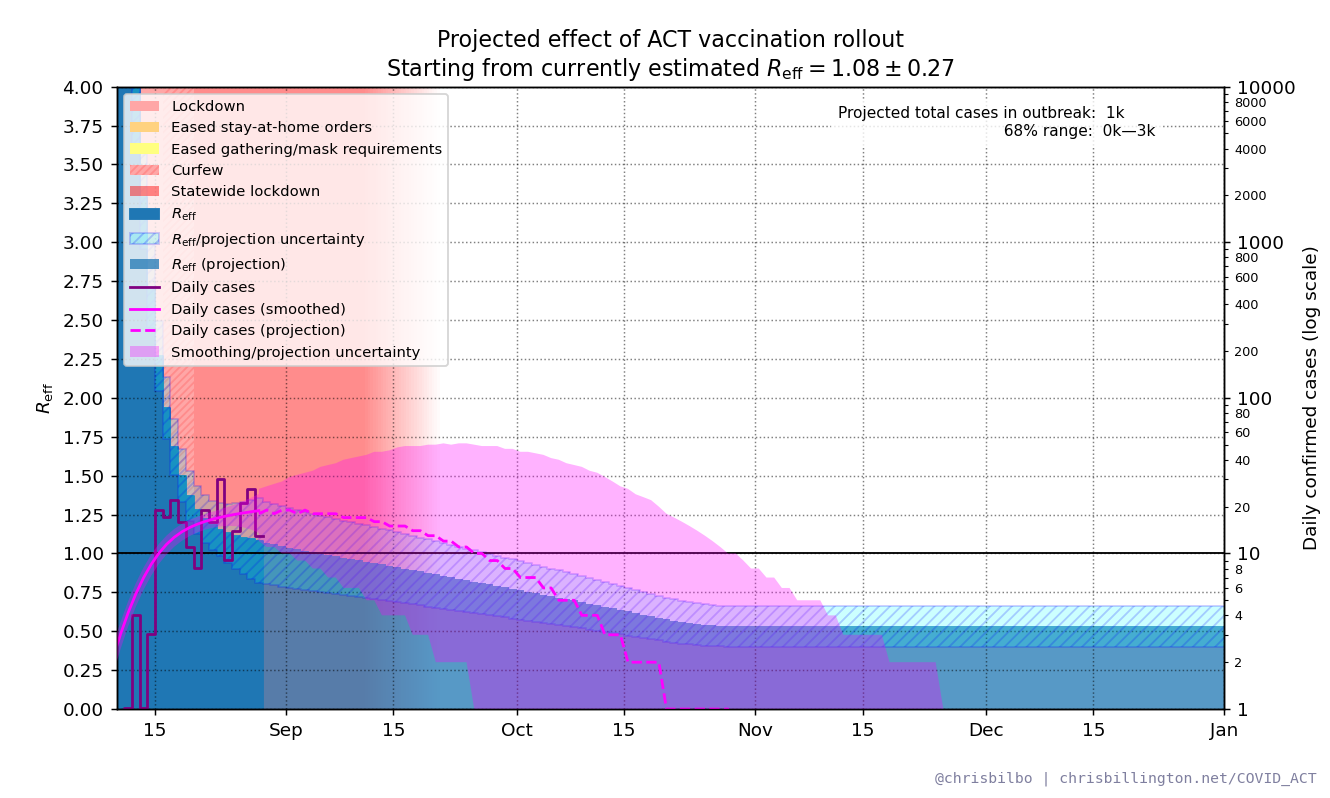 Projected effect of ACT vaccination rollout
Starting from currently estimated Reff = 1.08 ± 0.27
Projected total cases in outbreak: 1k
68% range: 0k—3k
Lockdown
Eased stay-at-home orders
Eased gathering/mask requirements
Curfew
Statewide lockdown
Reff
Reff/projection uncertainty
Reff (projection)
Daily cases
Daily cases (smoothed)
Daily cases (projection)
Smoothing/projection uncertainty
Reff
4.00
3.75
3.50
3.25
3.00
2.75
2.50
2.25
2.00
1.75
1.50
1.25
1.00
0.75
0.50
0.25
0.00
15
Sep
15
Oct
15
Nov
15
Dec
15
Jan
10000
8000
6000
4000
2000
1000
800
600
400
200
100
80
60
40
20
10
8
6
4
2
1
Daily confirmed cases (log scale)
@chrisbilbo | chrisbillington.net/COVID_ACT